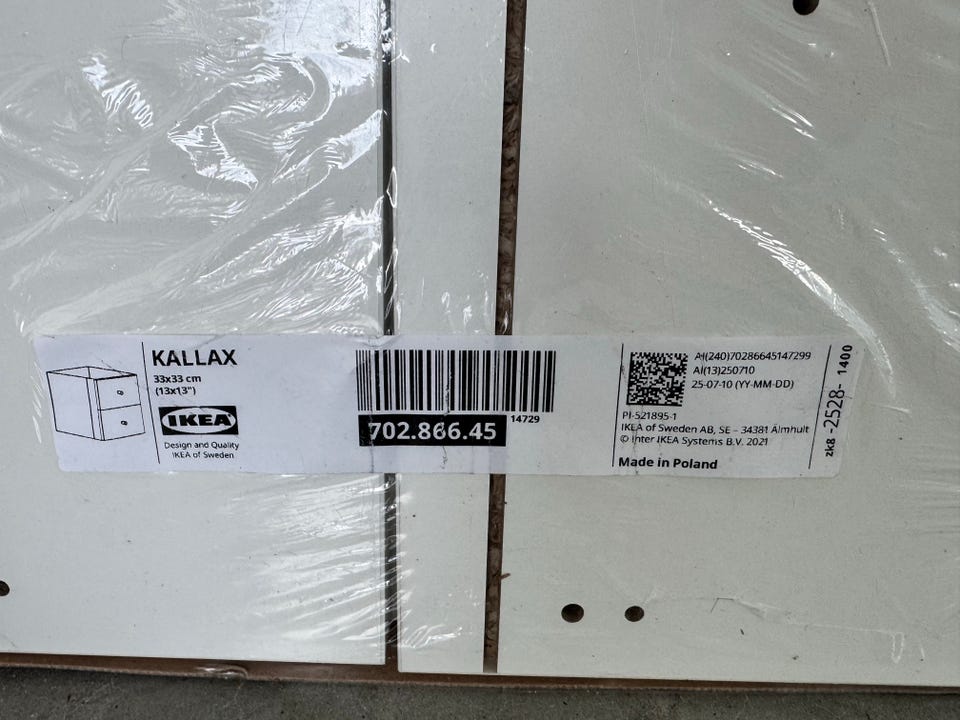 KALLAX
33x33 cm
(13x13")
IKEA
Design and Quality
IKEA of Sweden
702.866.45
14729
AI(240)70286645147299
AI(13)250710
25-07-10 (YY-MM-DD)
PI-521895-1
IKEA of Sweden AB, SE – 34381 Älmhult
© Inter IKEA Systems B.V. 2021
Made in Poland
zk8-2528-1400